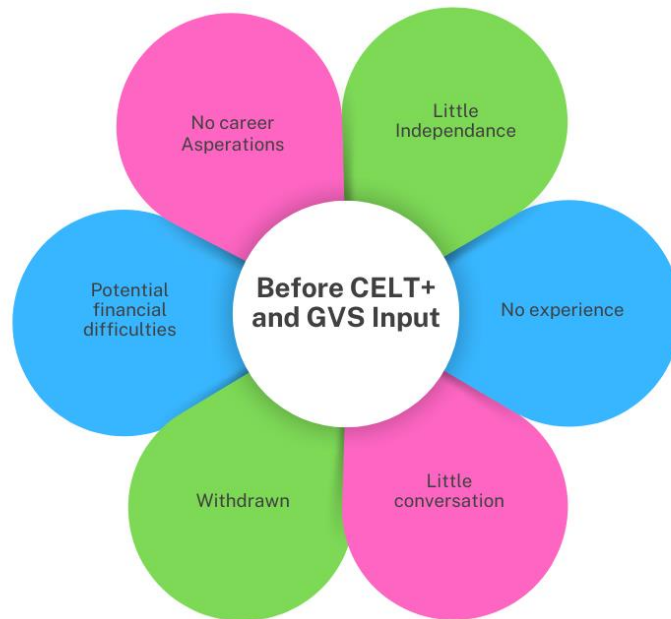 No career
Asperations
Little
Independance
Potential
financial
difficulties
Before CELT+
and GVS Input
No experience
Withdrawn
Little
conversation